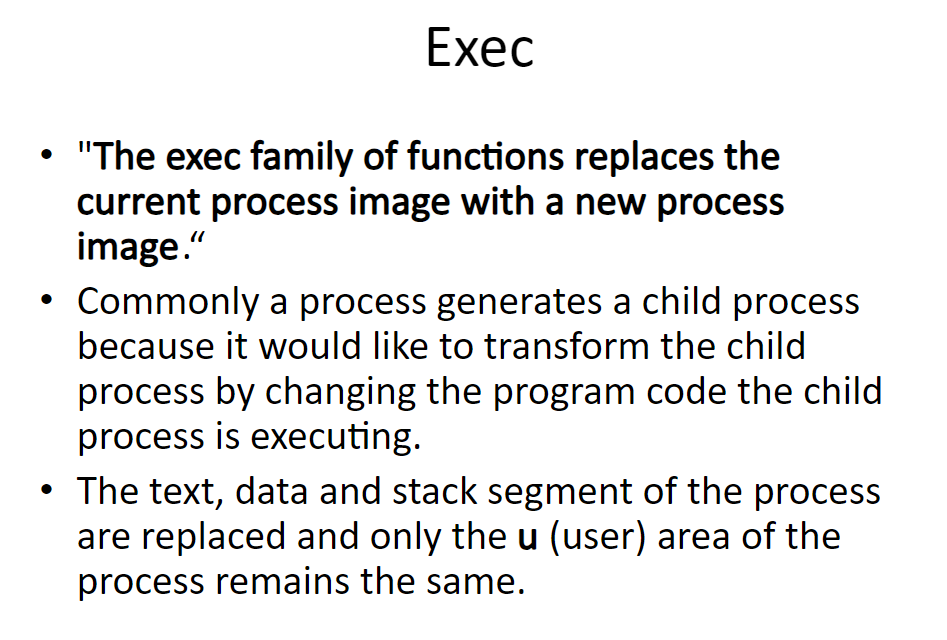 Exec
• "The exec family of functions replaces the
current process image with a new process
image.“
• Commonly a process generates a child process
because it would like to transform the child
process by changing the program code the child
process is executing.
• The text, data and stack segment of the process
are replaced and only the u (user) area of the
process remains the same.